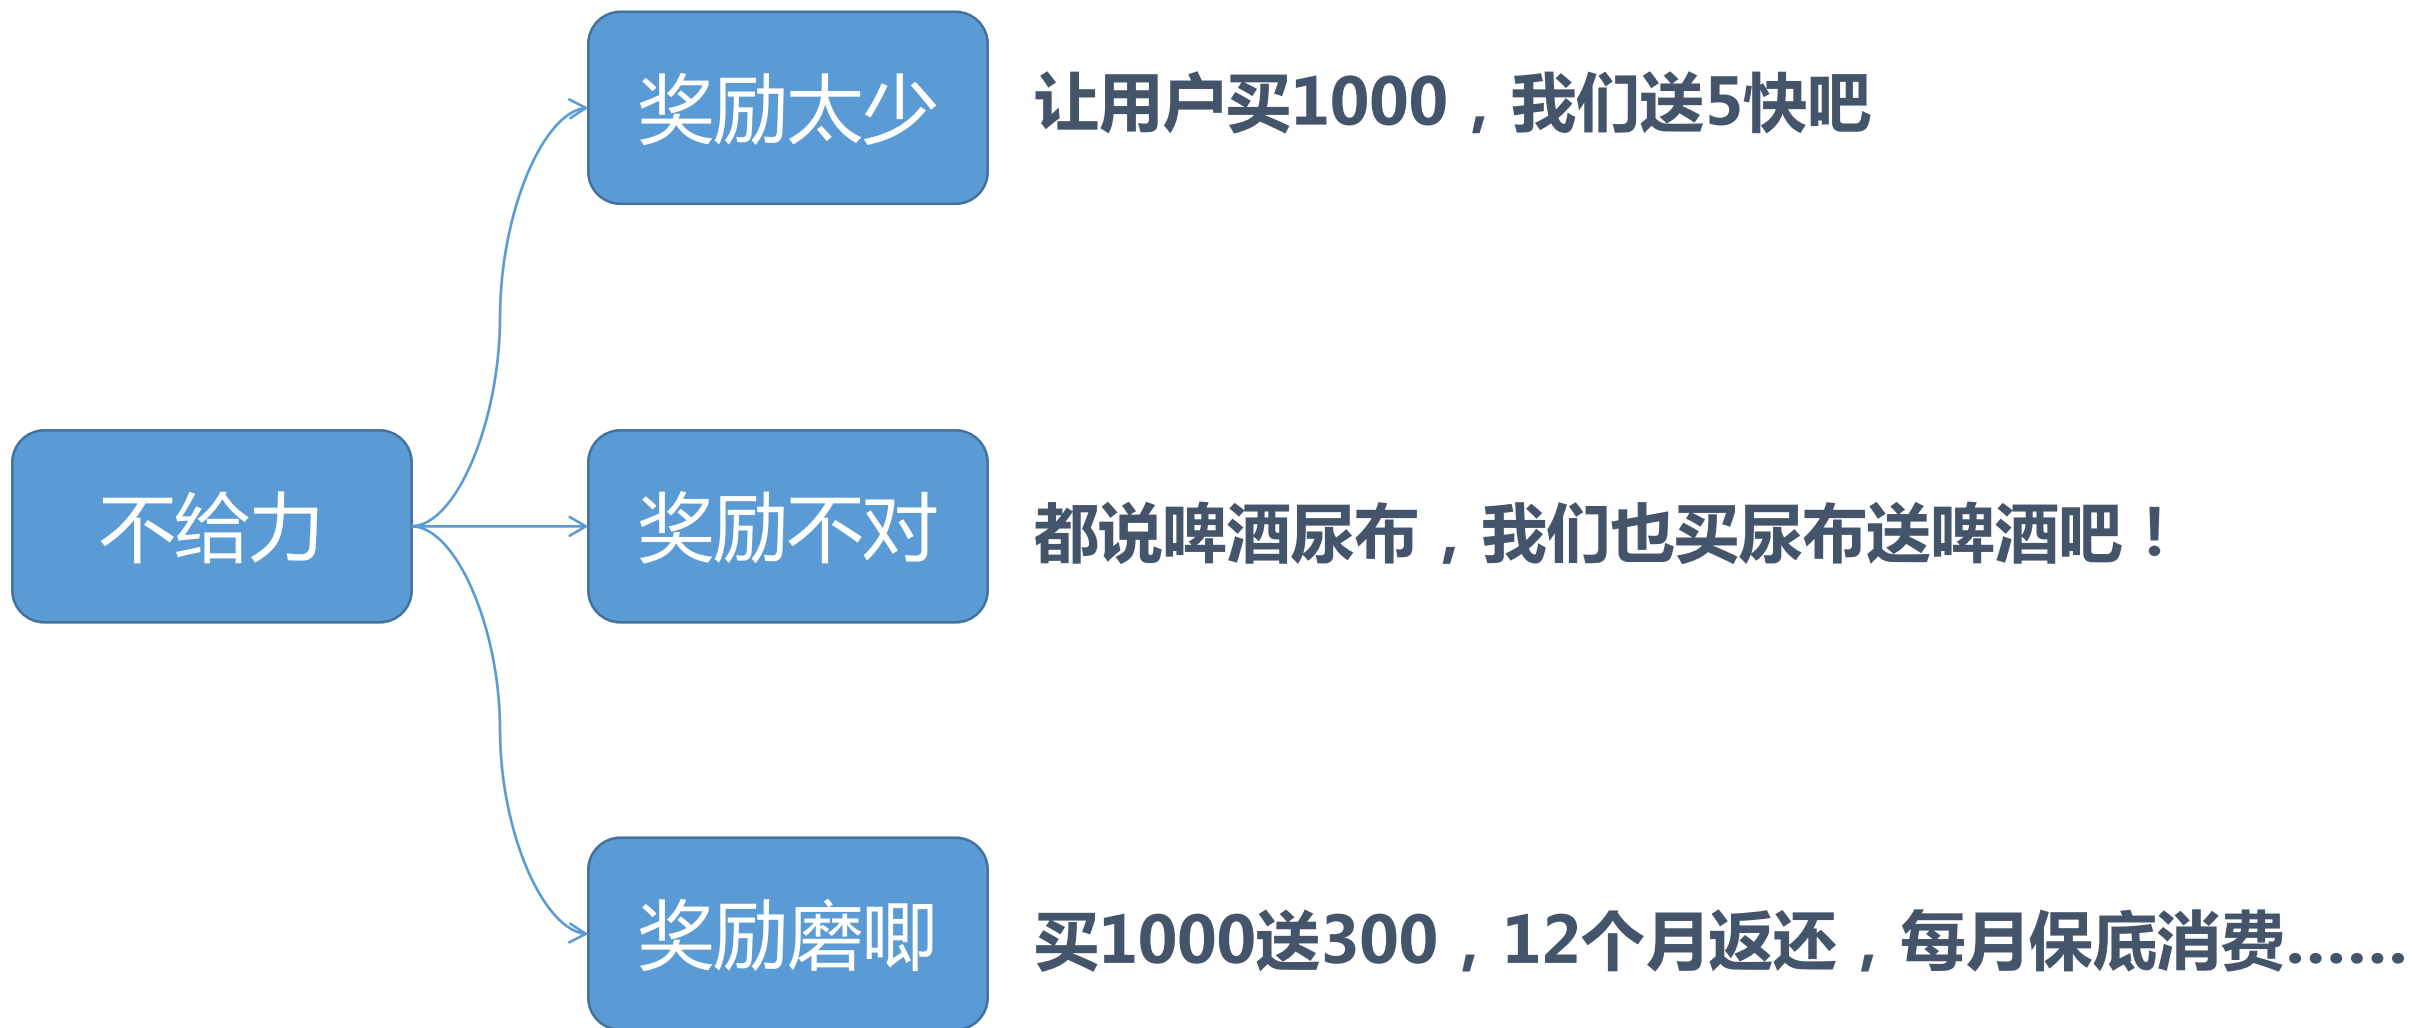 奖励太少
让用户买1000，我们送5快吧
不给力
奖励不对
都说啤酒尿布，我们也买尿布送啤酒吧！
奖励磨唧
买1000送300，12个月返还，每月保底消费……